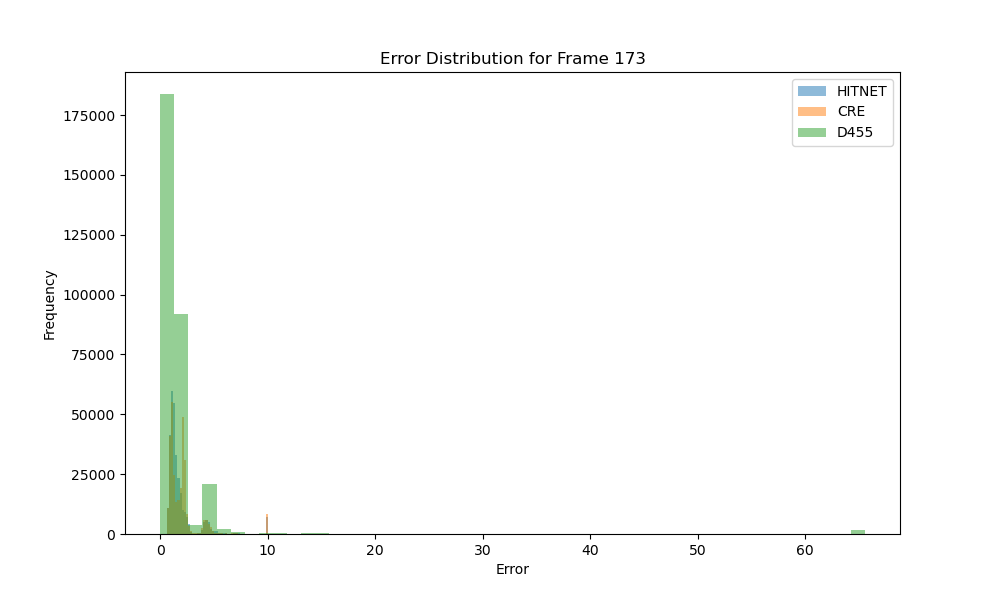 Error Distribution for Frame 173
HITNET
CRE
D455
175000
150000
125000
100000
75000
50000
25000
0
Frequency
0 10 20 30 40 50 60
Error